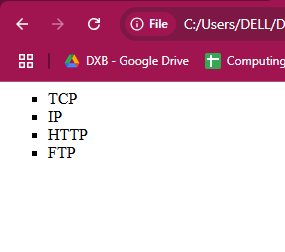 File
C:/Users/DELL/D
DXB - Google Drive
Computing
TCP
IP
HTTP
FTP